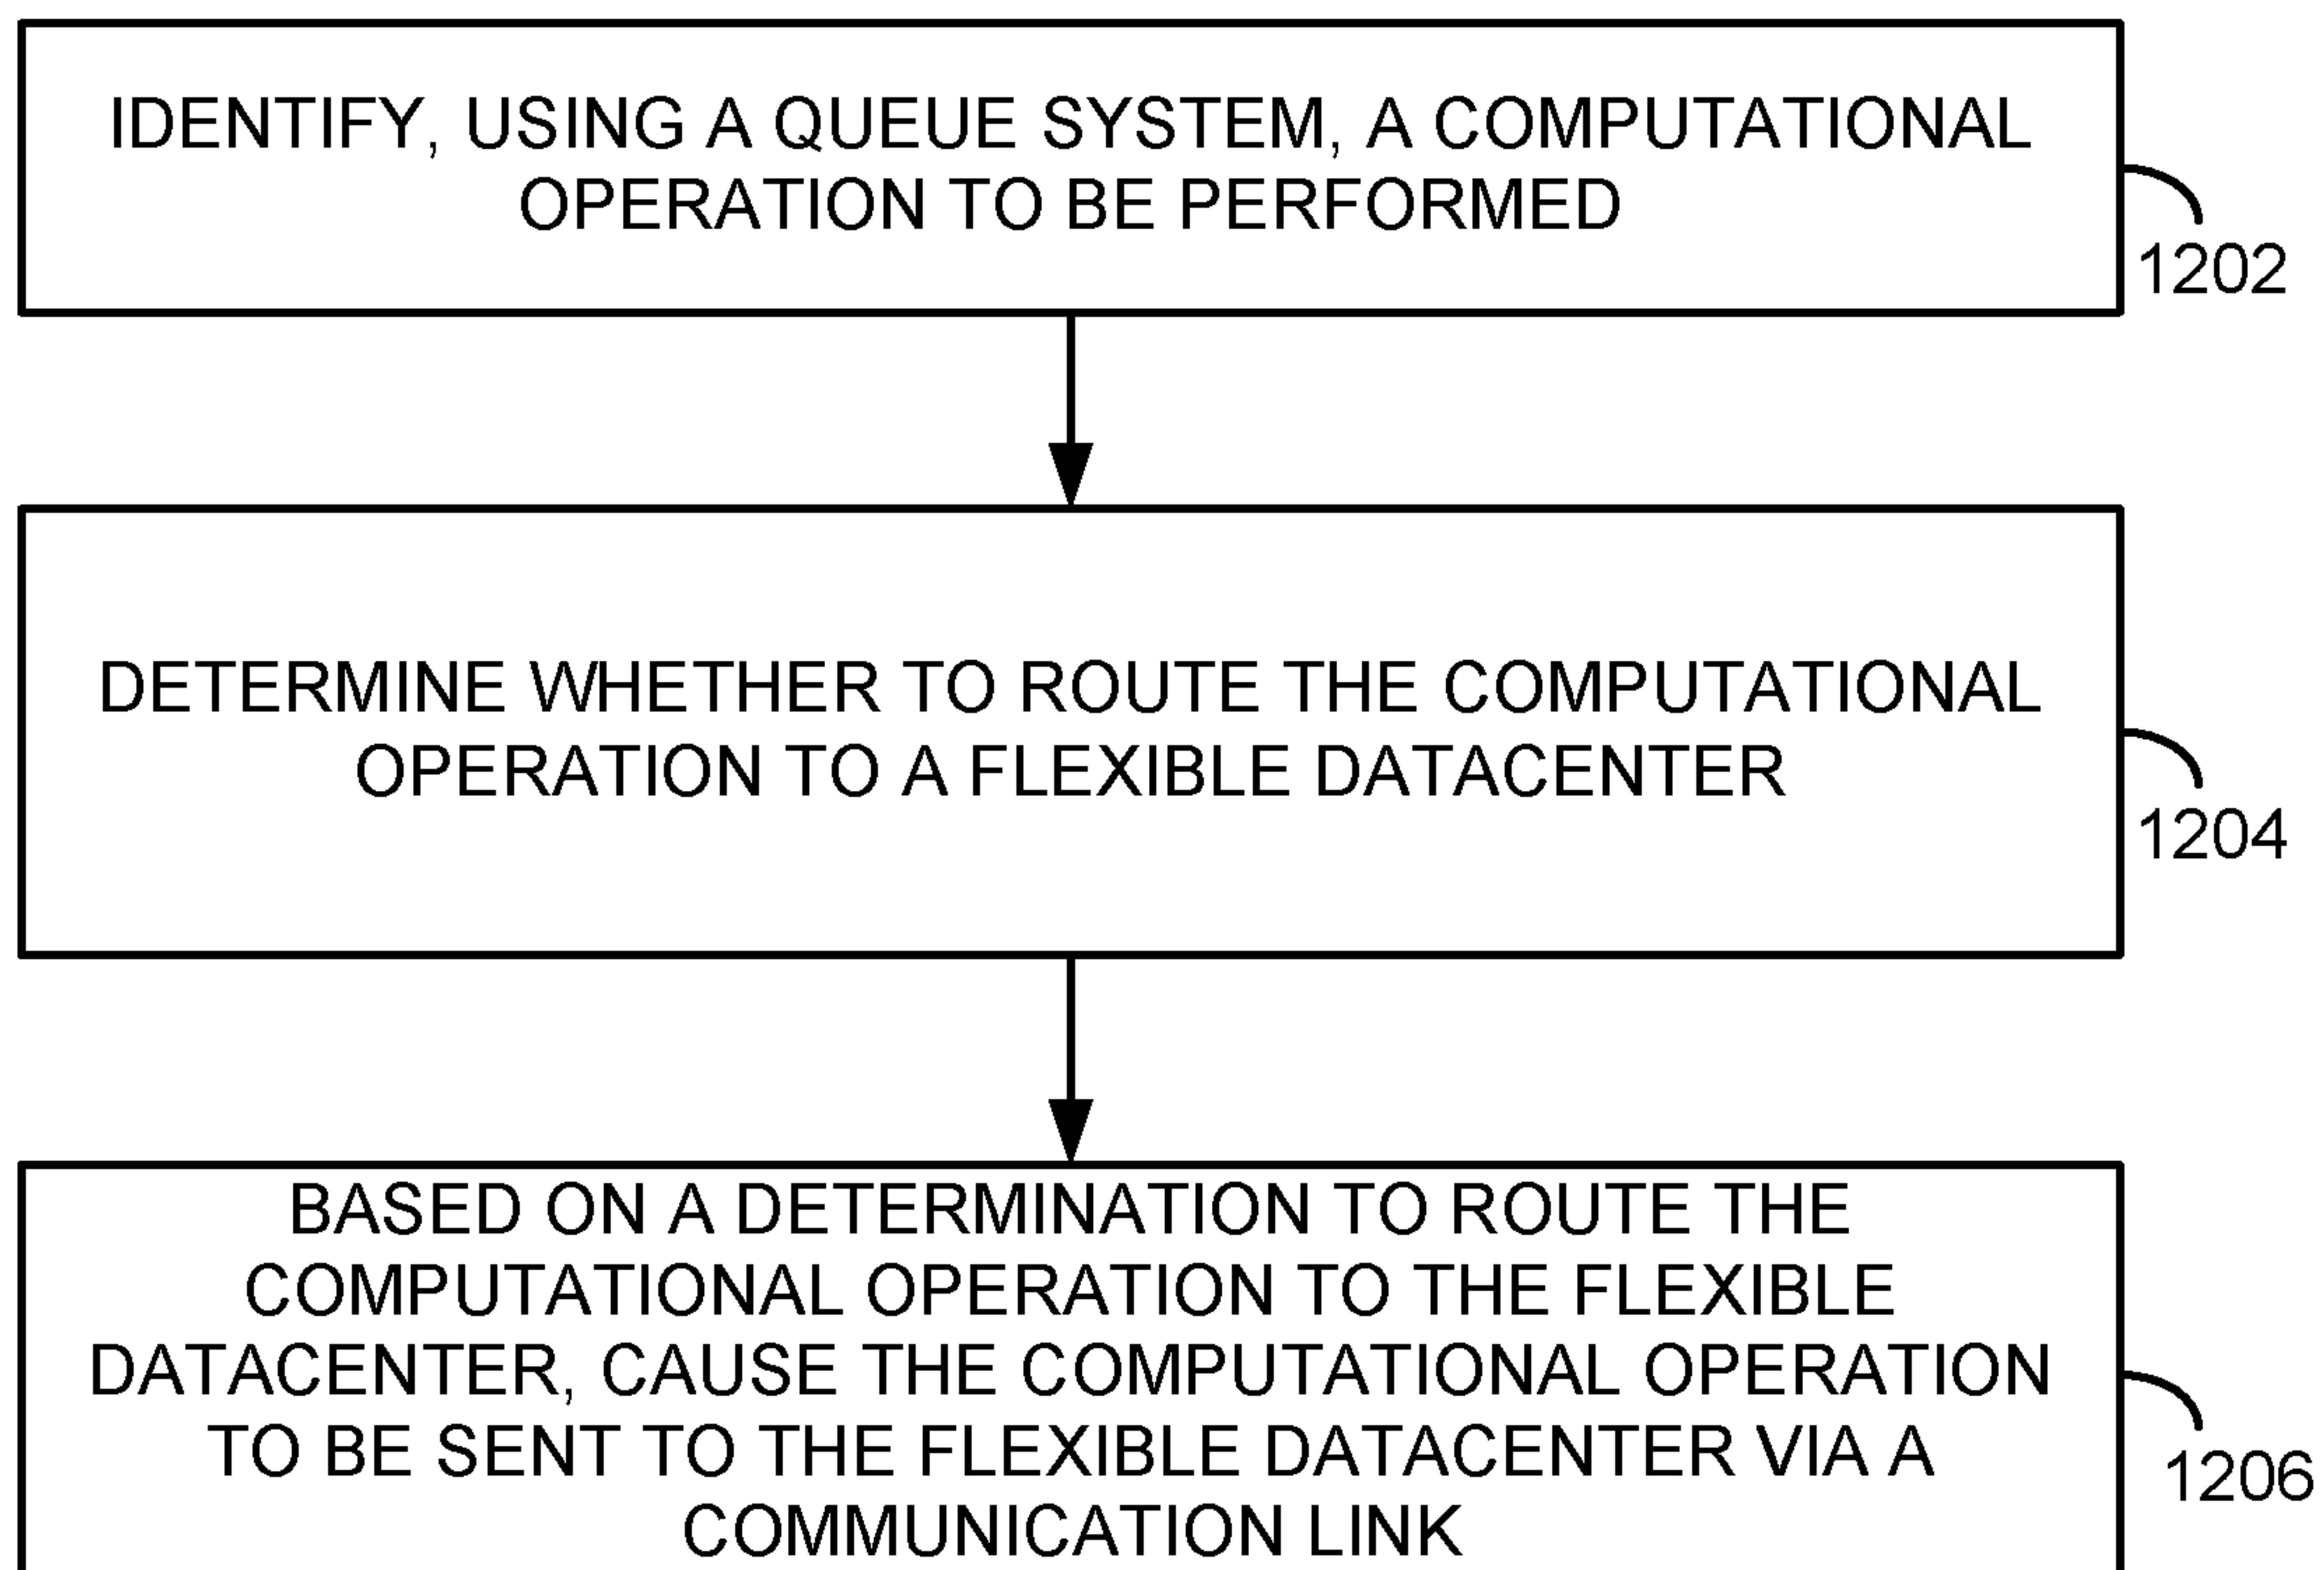 IDENTIFY, USING A QUEUE SYSTEM, A COMPUTATIONAL
OPERATION TO BE PERFORMED
1202
DETERMINE WHETHER TO ROUTE THE COMPUTATIONAL
OPERATION TO A FLEXIBLE DATACENTER
1204
BASED ON A DETERMINATION TO ROUTE THE
COMPUTATIONAL OPERATION TO THE FLEXIBLE
DATACENTER, CAUSE THE COMPUTATIONAL OPERATION
TO BE SENT TO THE FLEXIBLE DATACENTER VIA A
COMMUNICATION LINK
1206